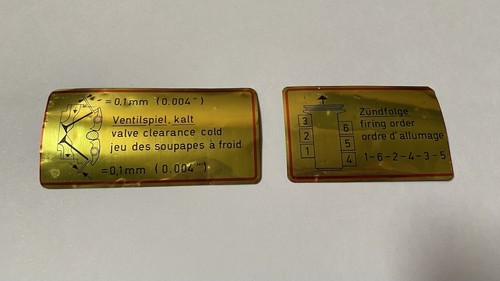 = 0,1mm (0.004")
Ventilspiel, kalt
valve clearance cold
jeu des soupapes à froid
=0,1mm (0.004")
Zündfolge
firing order
ordre d'allumage
1-6-2-4-3-5
3
2
1
6
5
4